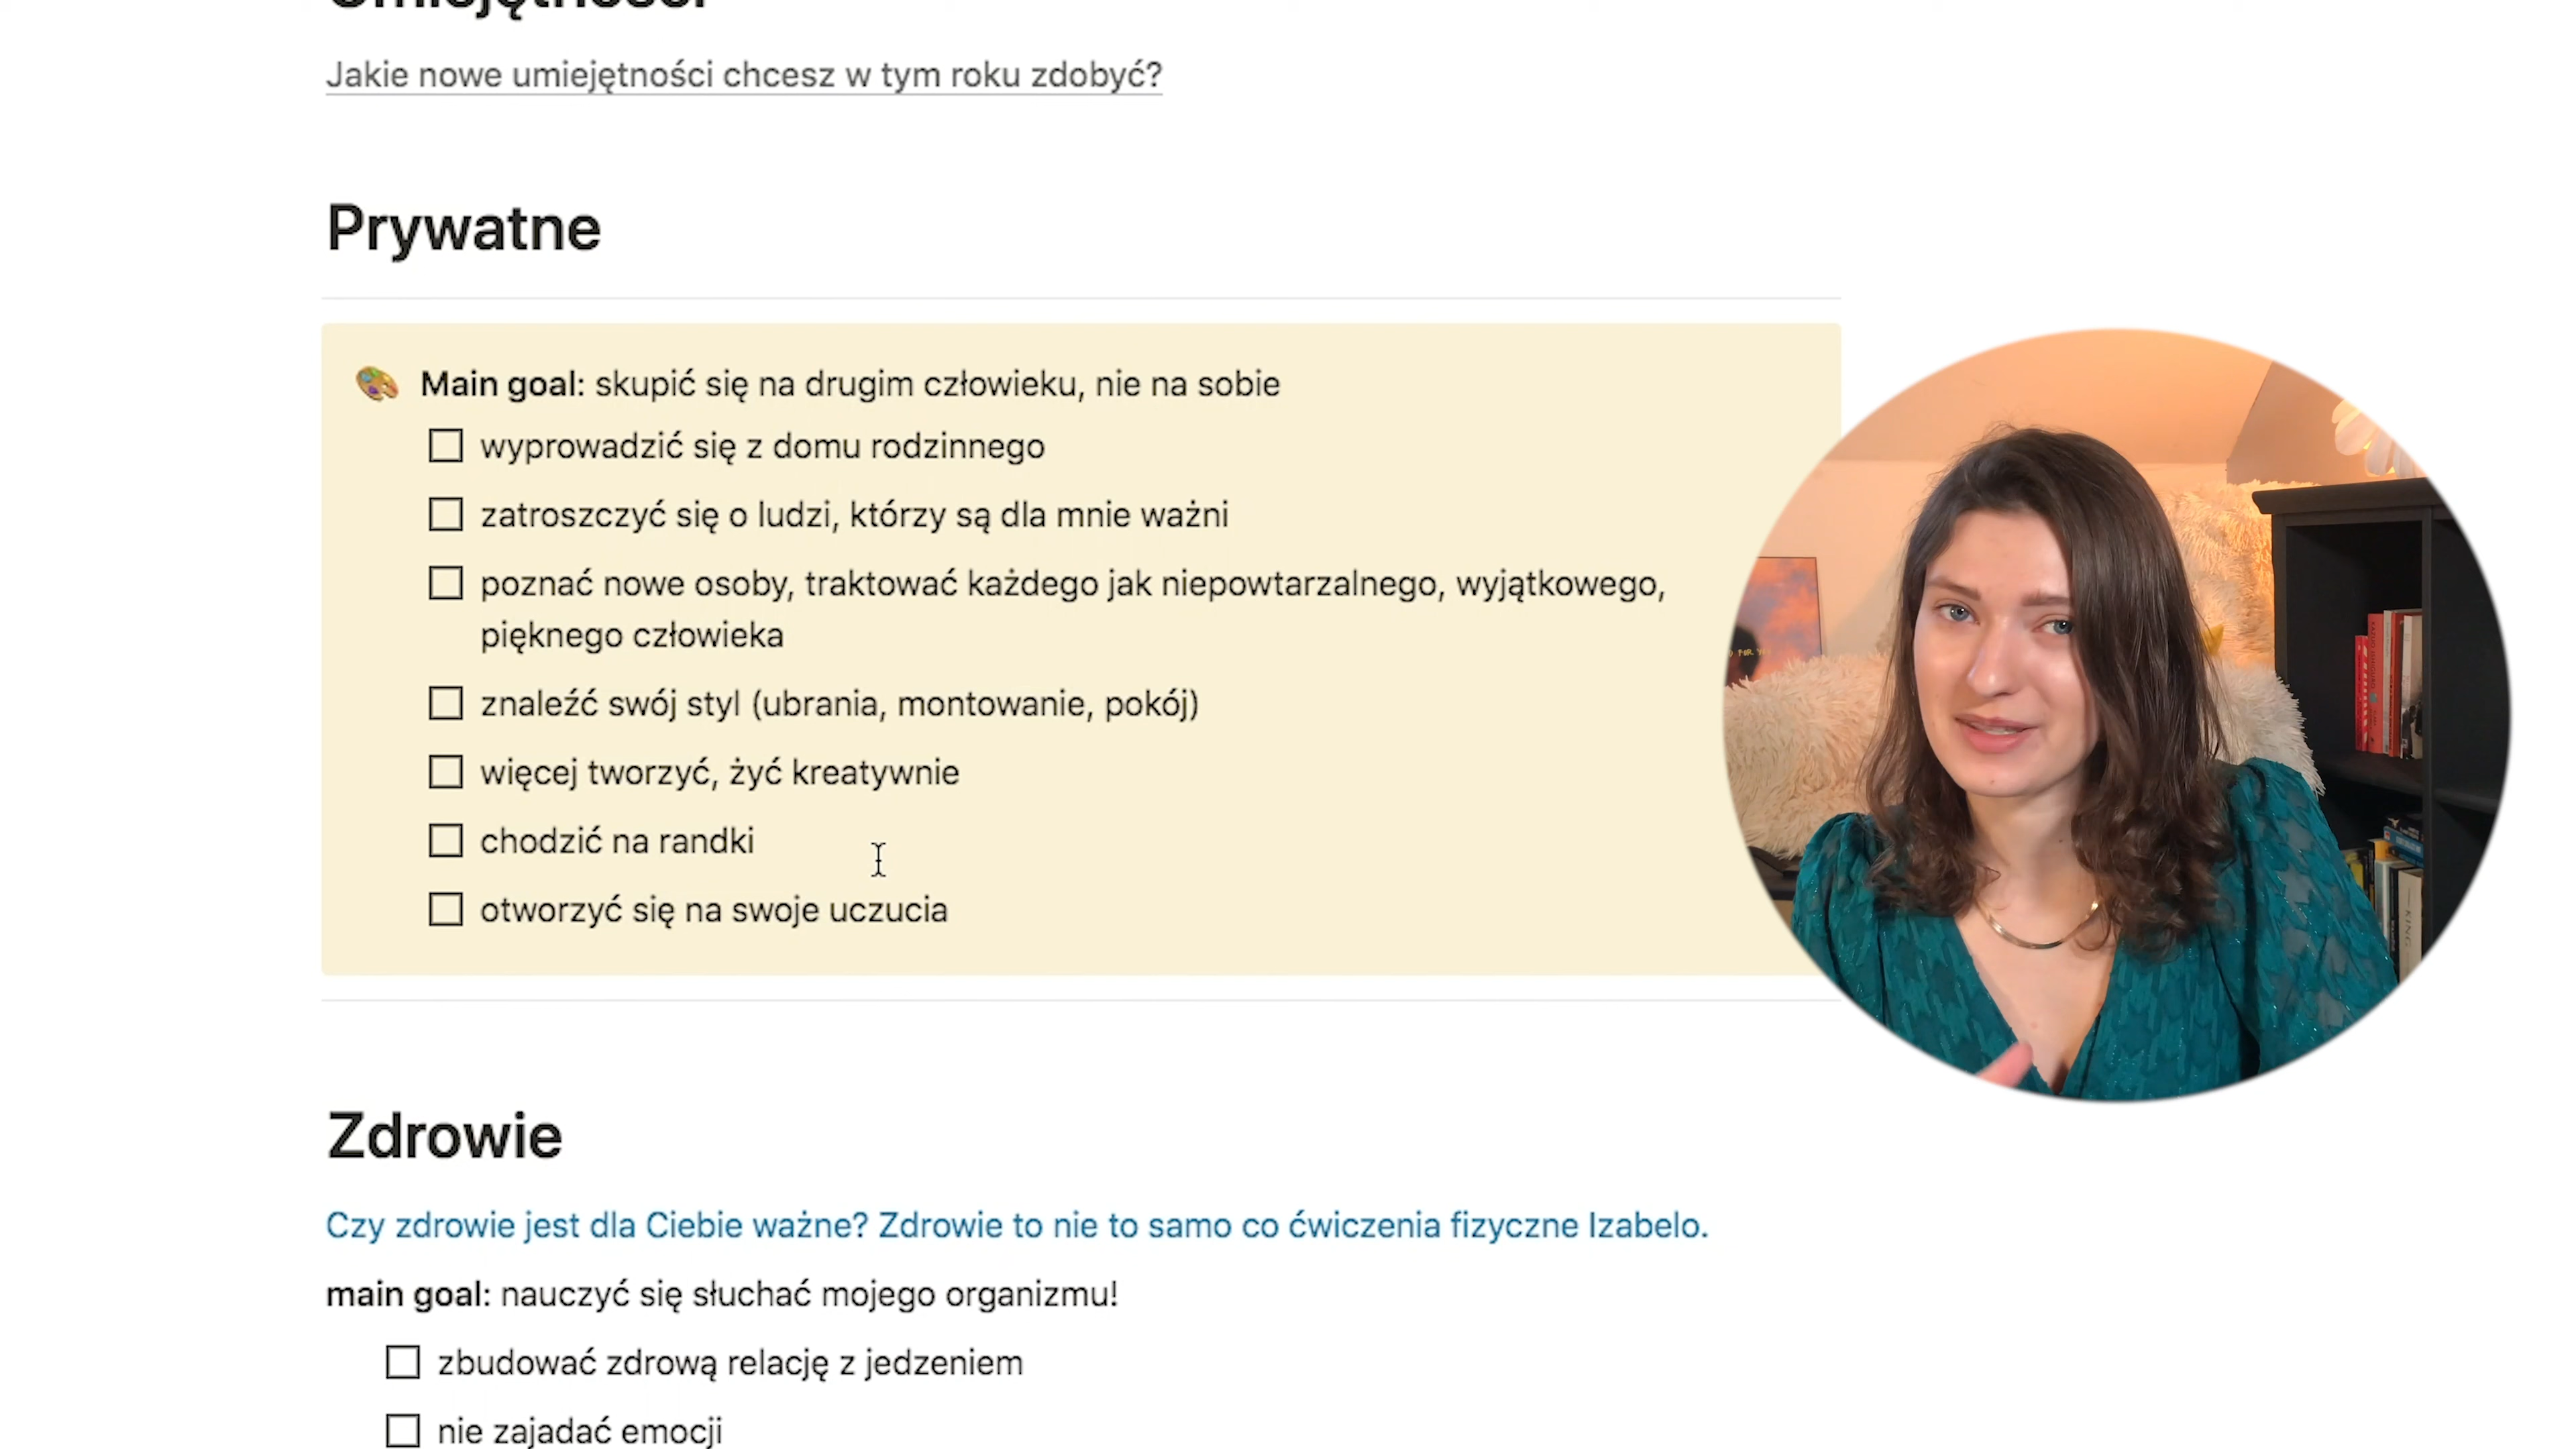 Umiejętności
Jakie nowe umiejętności chcesz w tym roku zdobyć?
Prywatne
Main goal: skupić się na drugim człowieku, nie na sobie
wyprowadzić się z domu rodzinnego
zatroszczyć się o ludzi, którzy są dla mnie ważni
poznać nowe osoby, traktować każdego jak niepowtarzalnego, wyjątkowego,
pięknego człowieka
znaleźć swój styl (ubrania, montowanie, pokój)
więcej tworzyć, żyć kreatywnie
chodzić na randki
otworzyć się na swoje uczucia
Zdrowie
Czy zdrowie jest dla Ciebie ważne? Zdrowie to nie to samo co ćwiczenia fizyczne Izabelo.
main goal: nauczyć się słuchać mojego organizmu!
zbudować zdrową relację z jedzeniem
nie zajadać emocji
KING